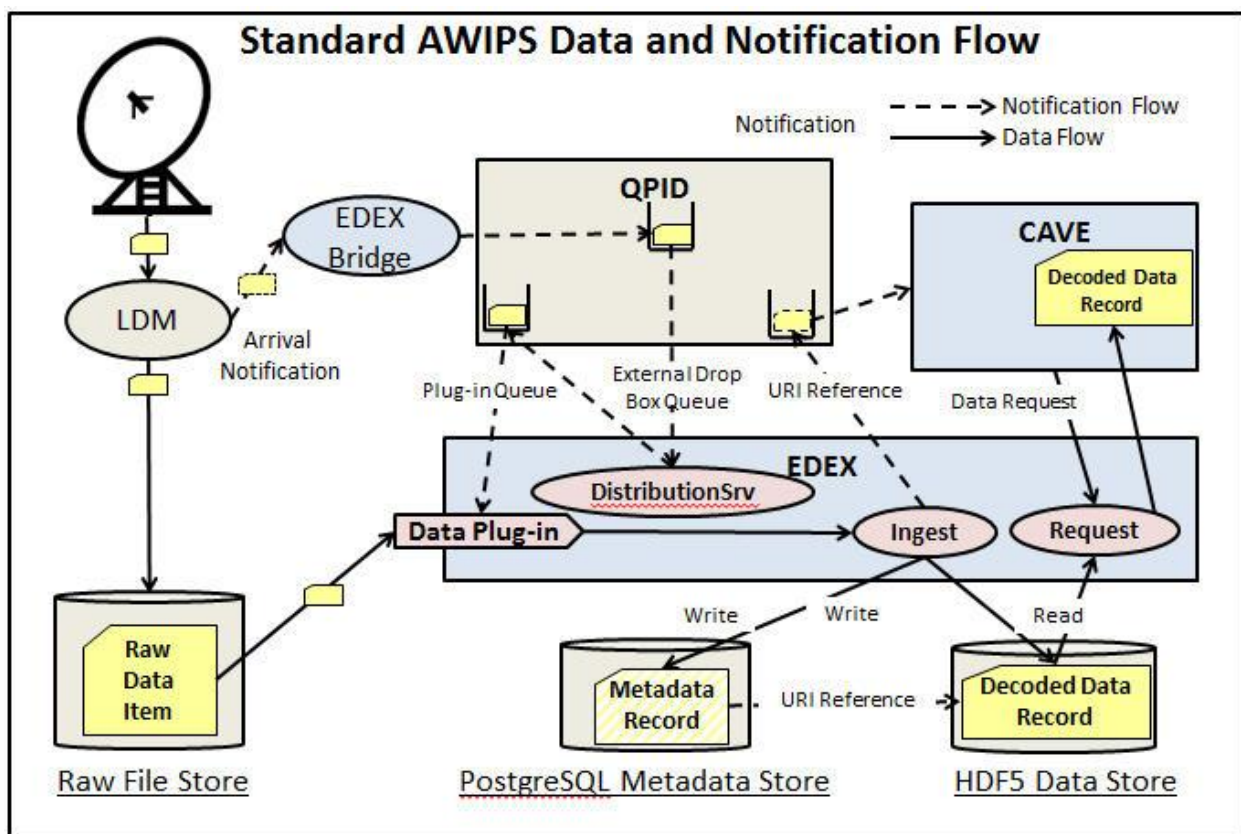 Standard AWIPS Data and Notification Flow
Notification
Notification Flow
Data Flow
QPID
EDEX
Bridge
CAVE
Decoded Data
Record
LDM
Arrival
Notification
Plug-in Queue
External Drop
Box Queue
URI Reference
Data Request
EDEX
DistributionSrv
Data Plug-in
Ingest
Request
Write
Write
Read
Raw
Data
Item
Metadata
Record
URI Reference
Decoded Data
Record
Raw File Store
PostgreSQL Metadata Store
HDF5 Data Store